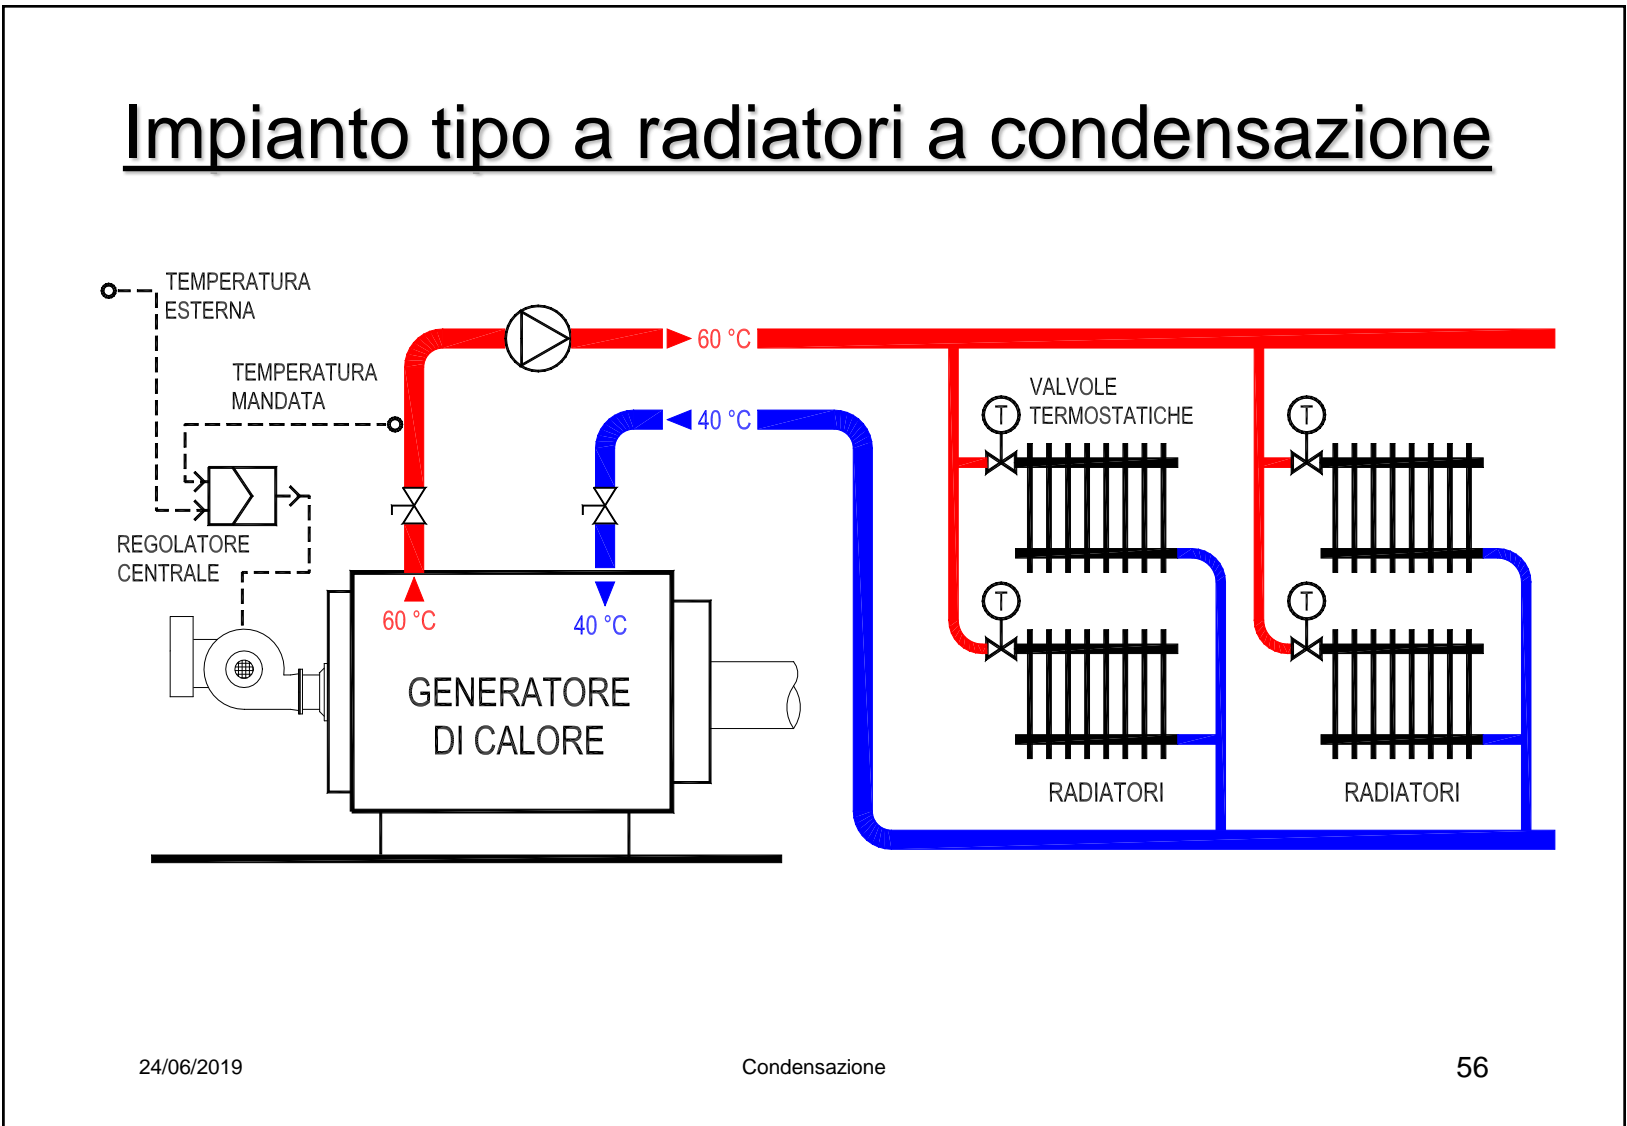 Impianto tipo a radiatori a condensazione
TEMPERATURA
ESTERNA
TEMPERATURA
MANDATA
60 °C
40 °C
VALVOLE
TERMOSTATICHE
T
T
REGOLATORE
CENTRALE
60 °C
40 °C
T
T
GENERATORE
DI CALORE
RADIATORI
RADIATORI
24/06/2019
Condensazione
56